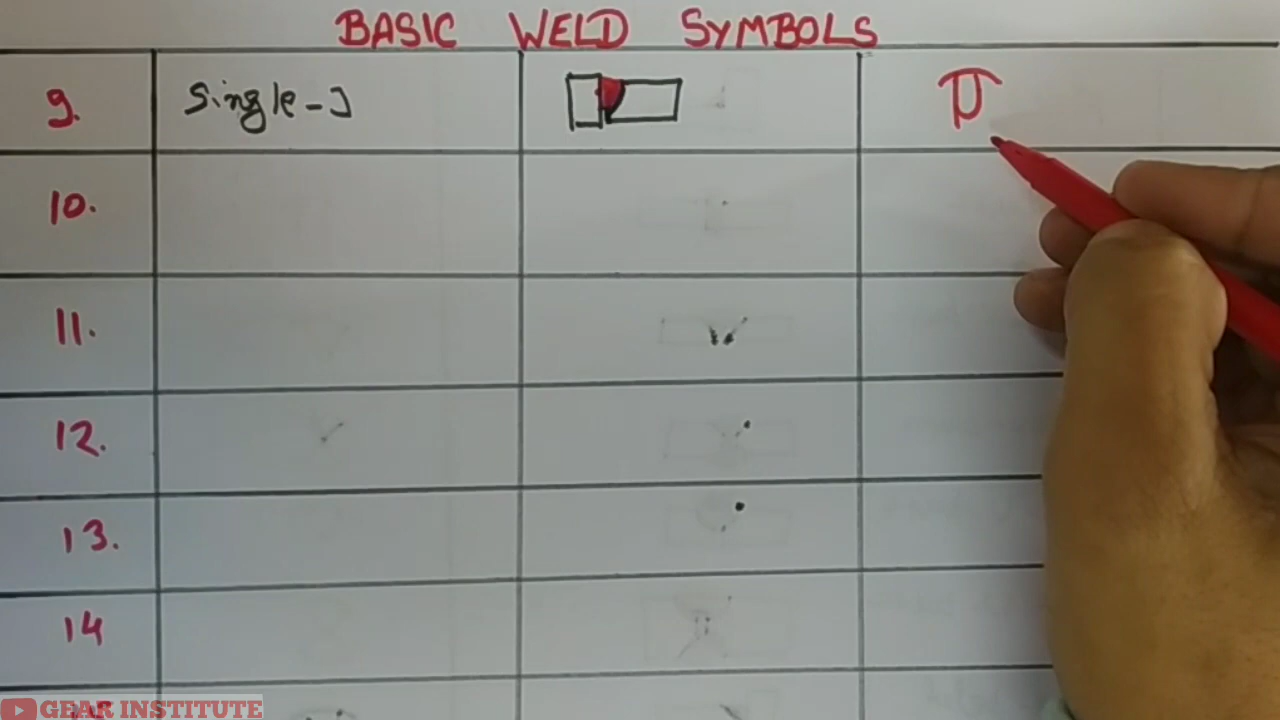 BASIC WELD SYMBOLS
9. Single-J
10.
11.
12.
13.
14
GEAR INSTITUTE